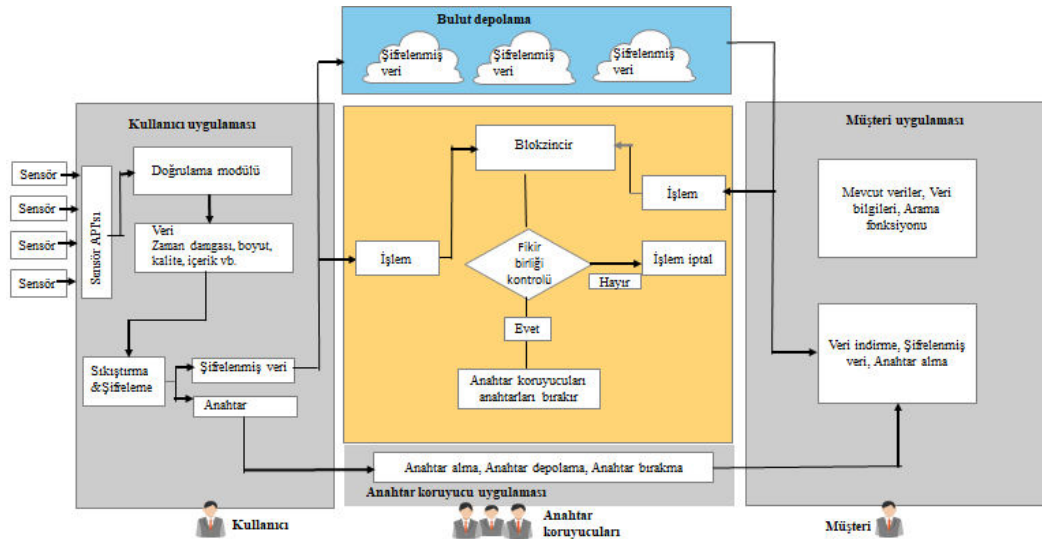 Bulut depolama
Şifrelenmiş
veri
Şifrelenmiş
veri
Şifrelenmiş
veri
Kullanıcı uygulaması
Sensör
Sensör
Sensör
Sensör
Sensör API'sı
Doğrulama modülü
Veri
Zaman damgası, boyut,
kalite, içerik vb.
Sıkıştırma
&Şifreleme
Şifrelenmiş veri
Anahtar
Blokzincir
İşlem
İşlem
Fikir
birliği
kontrolü
Hayır
İşlem iptal
Evet
Anahtar koruyucuları
anahtarları bırakır
Müşteri uygulaması
Mevcut veriler, Veri
bilgileri, Arama
fonksiyonu
Veri indirme, Şifrelenmiş
veri, Anahtar alma
Anahtar alma, Anahtar depolama, Anahtar bırakma
Anahtar koruyucu uygulaması
Kullanıcı
Anahtar
koruyucuları
Müşteri